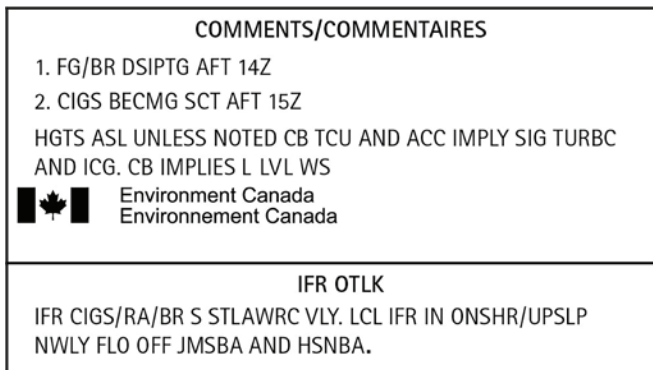 COMMENTS/COMMENTAIRES
1. FG/BR DSIPTG AFT 14Z
2. CIGS BECMG SCT AFT 15Z
HGTS ASL UNLESS NOTED CB TCU AND ACC IMPLY SIG TURBC
AND ICG. CB IMPLIES L LVL WS
Environment Canada
Environnement Canada
IFR OTLK
IFR CIGS/RA/BR S STLAWRC VLY. LCL IFR IN ONSHR/UPSLP
NWLY FLO OFF JMSBA AND HSNBA.